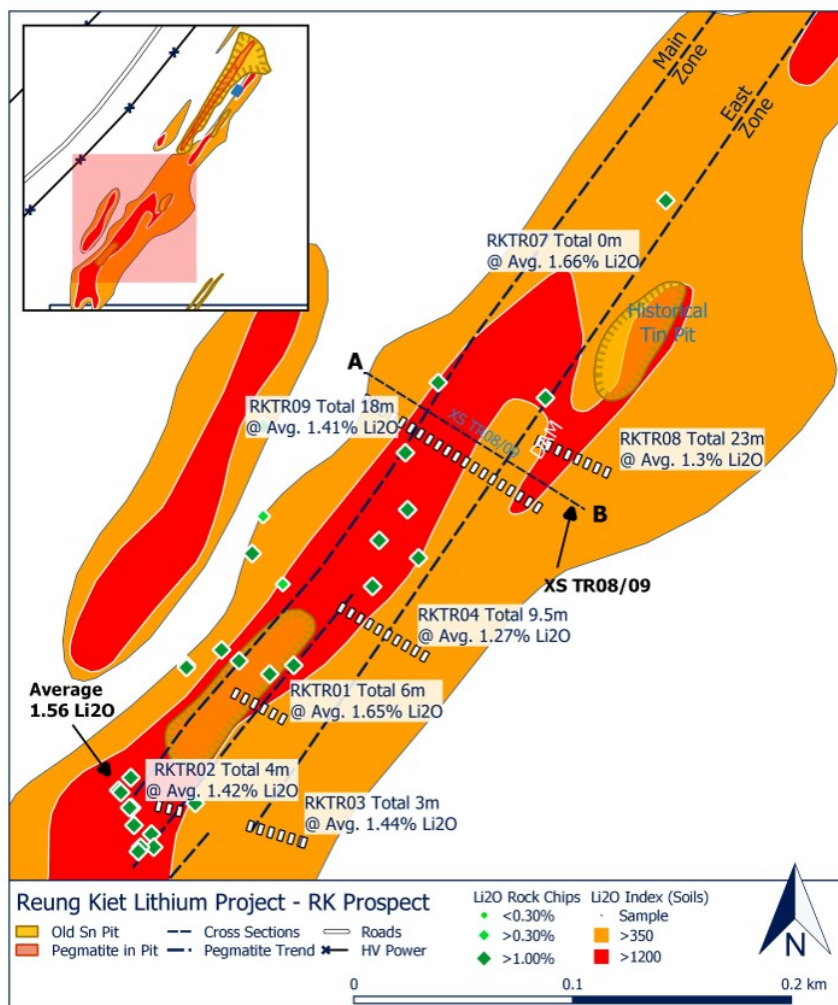 Main
Zone
East
Zone
RKTR07 Total 0m
@ Avg. 1.66% Li2O
Historical
Tin Pit
A
RKTR09 Total 18m
@ Avg. 1.41% Li2O
XS TR08/09
RKTR08 Total 23m
@ Avg. 1.3% Li2O
B
XS TR08/09
RKTR04 Total 9.5m
@ Avg. 1.27% Li2O
Average
1.56 Li2O
RKTR01 Total 6m
@ Avg. 1.65% Li2O
RKTR02 Total 4m
@ Avg. 1.42% Li2O
RKTR03 Total 3m
@ Avg. 1.44% Li2O
Reung Kiet Lithium Project - RK Prospect
Old Sn Pit
Cross Sections
Roads
Pegmatite in Pit
Pegmatite Trend
HV Power
Li2O Rock Chips
<0.30%
>0.30%
>1.00%
Li2O Index (Soils)
Sample
>350
>1200
N
0
0.1
0.2 km